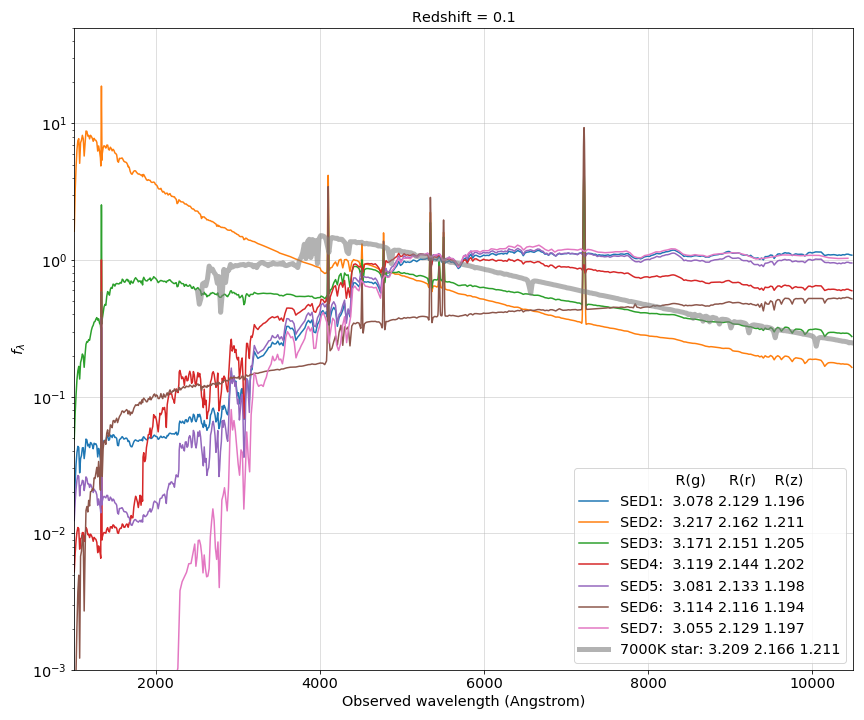 Redshift = 0.1
10¹
10⁰
10⁻¹
10⁻²
10⁻³
f_λ
R(g) R(r) R(z)
SED1: 3.078 2.129 1.196
SED2: 3.217 2.162 1.211
SED3: 3.171 2.151 1.205
SED4: 3.119 2.144 1.202
SED5: 3.081 2.133 1.198
SED6: 3.114 2.116 1.194
SED7: 3.055 2.129 1.197
7000K star: 3.209 2.166 1.211
2000 4000 6000 8000 10000
Observed wavelength (Angstrom)